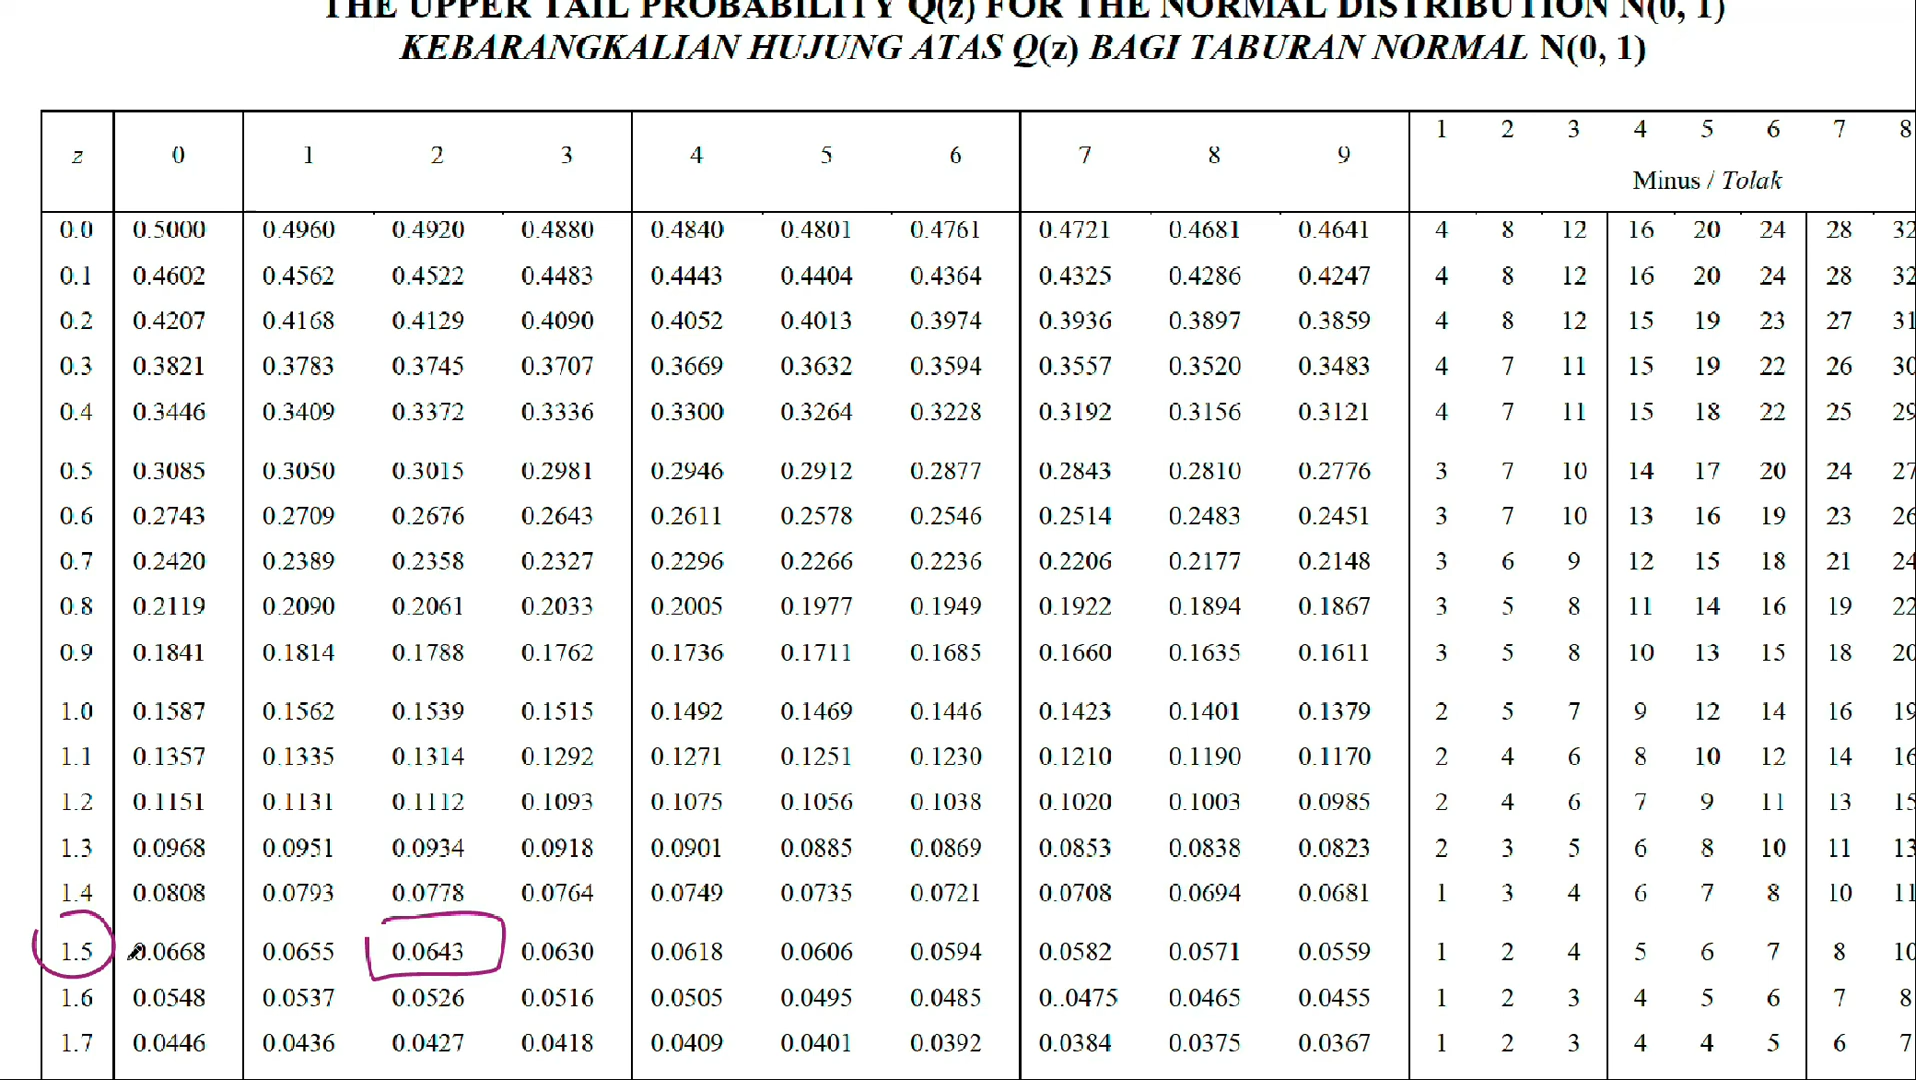 THE UPPER TAIL PROBABILITY Q(z) FOR THE NORMAL DISTRIBUTION N(0, 1)
KEBARANGKALIAN HUJUNG ATAS Q(z) BAGI TABURAN NORMAL N(0, 1)
z 0 1 2 3 4 5 6 7 8 9 1 2 3 4 5 6 7 8
Minus / Tolak
0.0 0.5000 0.4960 0.4920 0.4880 0.4840 0.4801 0.4761 0.4721 0.4681 0.4641 4 8 12 16 20 24 28 32
0.1 0.4602 0.4562 0.4522 0.4483 0.4443 0.4404 0.4364 0.4325 0.4286 0.4247 4 8 12 16 20 24 28 32
0.2 0.4207 0.4168 0.4129 0.4090 0.4052 0.4013 0.3974 0.3936 0.3897 0.3859 4 8 12 15 19 23 27 31
0.3 0.3821 0.3783 0.3745 0.3707 0.3669 0.3632 0.3594 0.3557 0.3520 0.3483 4 7 11 15 19 22 26 30
0.4 0.3446 0.3409 0.3372 0.3336 0.3300 0.3264 0.3228 0.3192 0.3156 0.3121 4 7 11 15 18 22 25 29
0.5 0.3085 0.3050 0.3015 0.2981 0.2946 0.2912 0.2877 0.2843 0.2810 0.2776 3 7 10 14 17 20 24 27
0.6 0.2743 0.2709 0.2676 0.2643 0.2611 0.2578 0.2546 0.2514 0.2483 0.2451 3 7 10 13 16 19 23 26
0.7 0.2420 0.2389 0.2358 0.2327 0.2296 0.2266 0.2236 0.2206 0.2177 0.2148 3 6 9 12 15 18 21 24
0.8 0.2119 0.2090 0.2061 0.2033 0.2005 0.1977 0.1949 0.1922 0.1894 0.1867 3 5 8 11 14 16 19 22
0.9 0.1841 0.1814 0.1788 0.1762 0.1736 0.1711 0.1685 0.1660 0.1635 0.1611 3 5 8 10 13 15 18 20
1.0 0.1587 0.1562 0.1539 0.1515 0.1492 0.1469 0.1446 0.1423 0.1401 0.1379 2 5 7 9 12 14 16 19
1.1 0.1357 0.1335 0.1314 0.1292 0.1271 0.1251 0.1230 0.1210 0.1190 0.1170 2 4 6 8 10 12 14 16
1.2 0.1151 0.1131 0.1112 0.1093 0.1075 0.1056 0.1038 0.1020 0.1003 0.0985 2 4 6 7 9 11 13 15
1.3 0.0968 0.0951 0.0934 0.0918 0.0901 0.0885 0.0869 0.0853 0.0838 0.0823 2 3 5 6 8 10 11 13
1.4 0.0808 0.0793 0.0778 0.0764 0.0749 0.0735 0.0721 0.0708 0.0694 0.0681 1 3 4 6 7 8 10 11
1.5 0.0668 0.0655 0.0643 0.0630 0.0618 0.0606 0.0594 0.0582 0.0571 0.0559 1 2 4 5 6 7 8 10
1.6 0.0548 0.0537 0.0526 0.0516 0.0505 0.0495 0.0485 0..0475 0.0465 0.0455 1 2 3 4 5 6 7 8
1.7 0.0446 0.0436 0.0427 0.0418 0.0409 0.0401 0.0392 0.0384 0.0375 0.0367 1 2 3 4 4 5 6 7